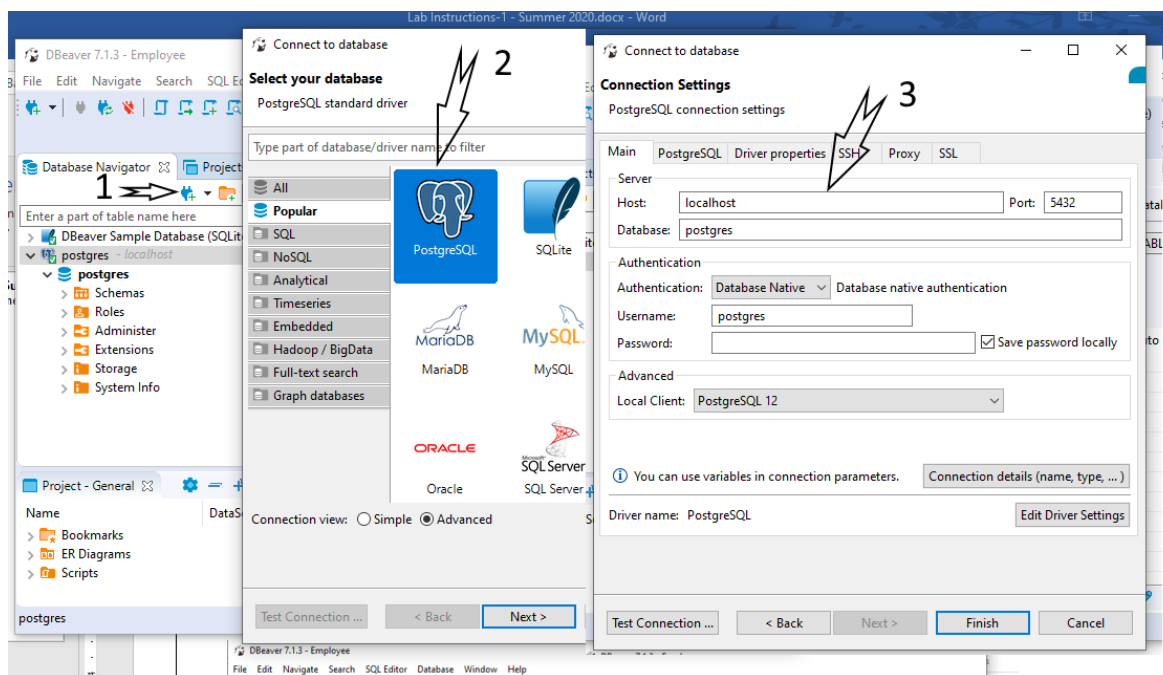 Lab Instructions-1 - Summer 2020.docx - Word
DBeaver 7.1.3 - Employee
File Edit Navigate Search SQL
Database Navigator
1
Enter a part of table name here
DBeaver Sample Database (SQLit
postgres - localhost
postgres
Schemas
Roles
Administer
Extensions
Storage
System Info
Project - General
Name DataS
Bookmarks
ER Diagrams
Scripts
postgres
Connect to database
2
Select your database
PostgreSQL standard driver
Type part of database/driver name to filter
All
Popular
SQL
NoSQL
Analytical
Timeseries
Embedded
Hadoop / BigData
Full-text search
Graph databases
PostgreSQL SQLite
MariaDB MySQL
MariaDB MySQL
ORACLE Microsoft SQL Server
Oracle SQL Server
Connection view: Simple Advanced
Test Connection ... < Back Next >
Connect to database
Connection Settings
3
PostgreSQL connection settings
Main PostgreSQL Driver properties SSH Proxy SSL
Server
Host: localhost Port: 5432
Database: postgres
Authentication
Authentication: Database Native Database native authentication
Username: postgres
Password: Save password locally
Advanced
Local Client: PostgreSQL 12
You can use variables in connection parameters. Connection details (name, type, ... )
Driver name: PostgreSQL Edit Driver Settings
Test Connection ... < Back Next > Finish Cancel
DBeaver 7.1.3 - Employee
File Edit Navigate Search SQL Editor Database Window Help